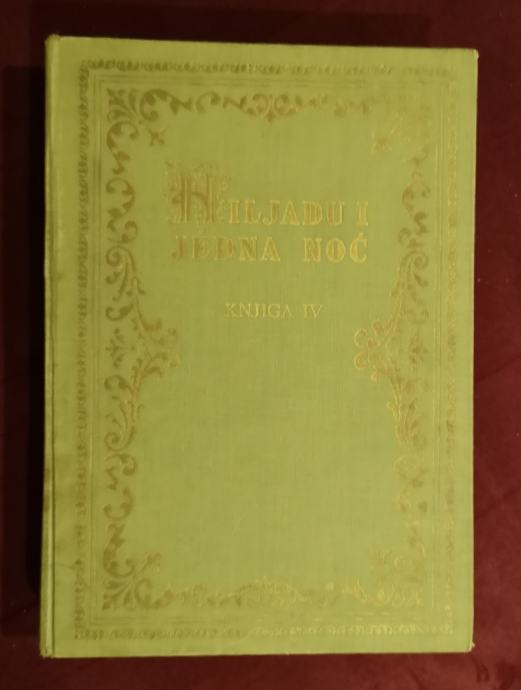 HILJADU I
JEDNA NOĆ
KNJIGA IV